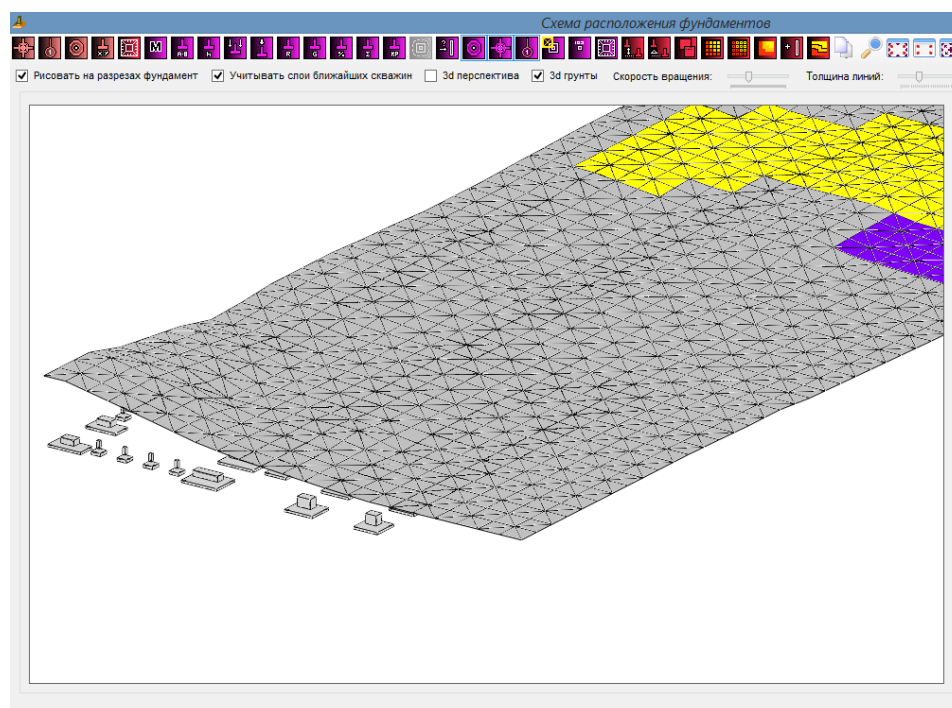 Схема расположения фундаментов
Рисовать на разрезах фундамент Учитывать слои ближайших скважин 3d перспектива 3d грунты Скорость вращения: Толщина линий: